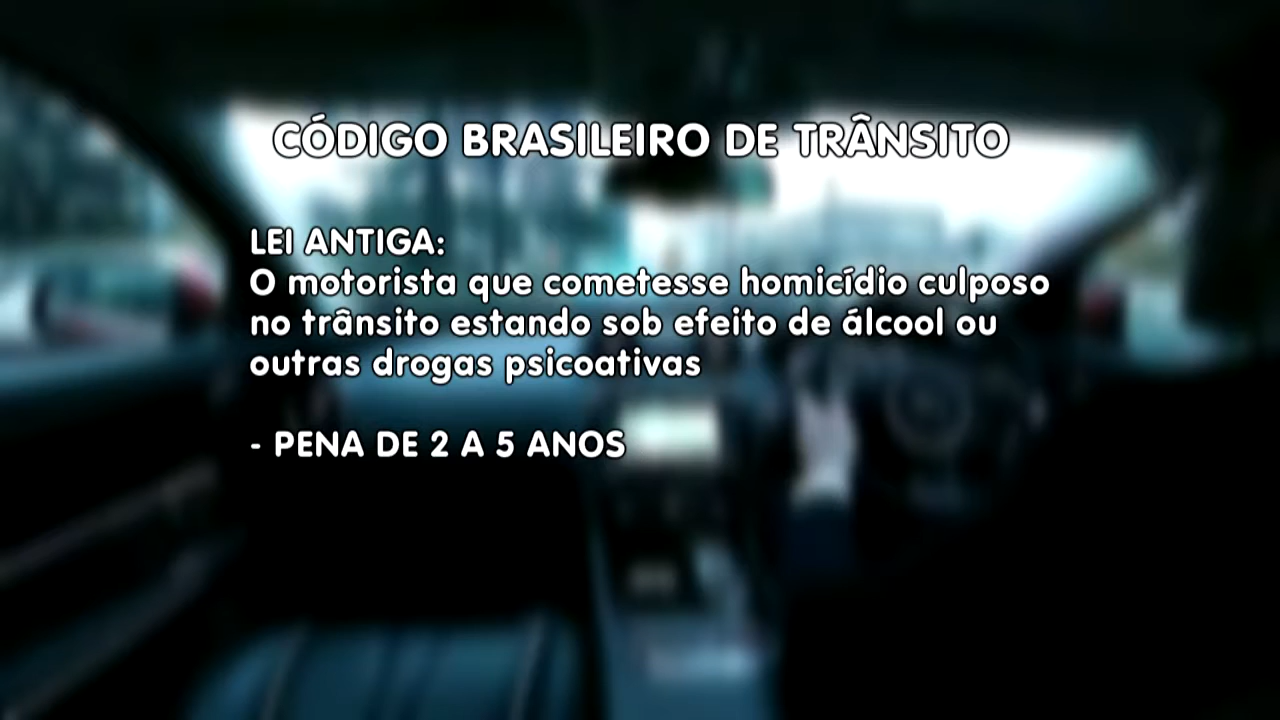 CÓDIGO BRASILEIRO DE TRÂNSITO
LEI ANTIGA:
O motorista que cometesse homicídio culposo
no trânsito estando sob efeito de álcool ou
outras drogas psicoativas
- PENA DE 2 A 5 ANOS